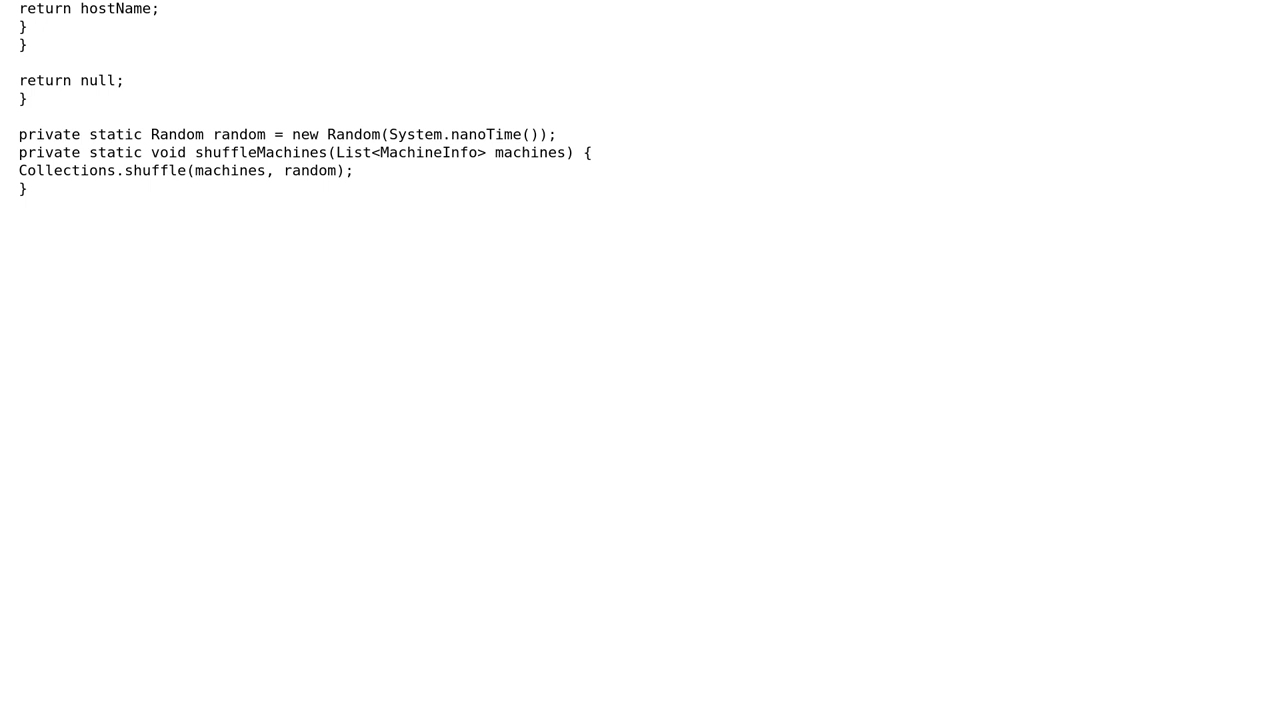 return hostName;
}
}

return null;
}

private static Random random = new Random(System.nanoTime());
private static void shuffleMachines(List<MachineInfo> machines) {
Collections.shuffle(machines, random);
}